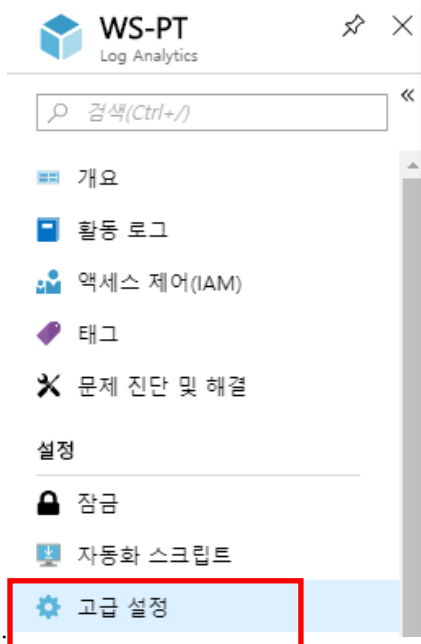 WS-PT
Log Analytics
검색(Ctrl+/)
개요
활동 로그
액세스 제어(IAM)
태그
문제 진단 및 해결
설정
잠금
자동화 스크립트
고급 설정
.